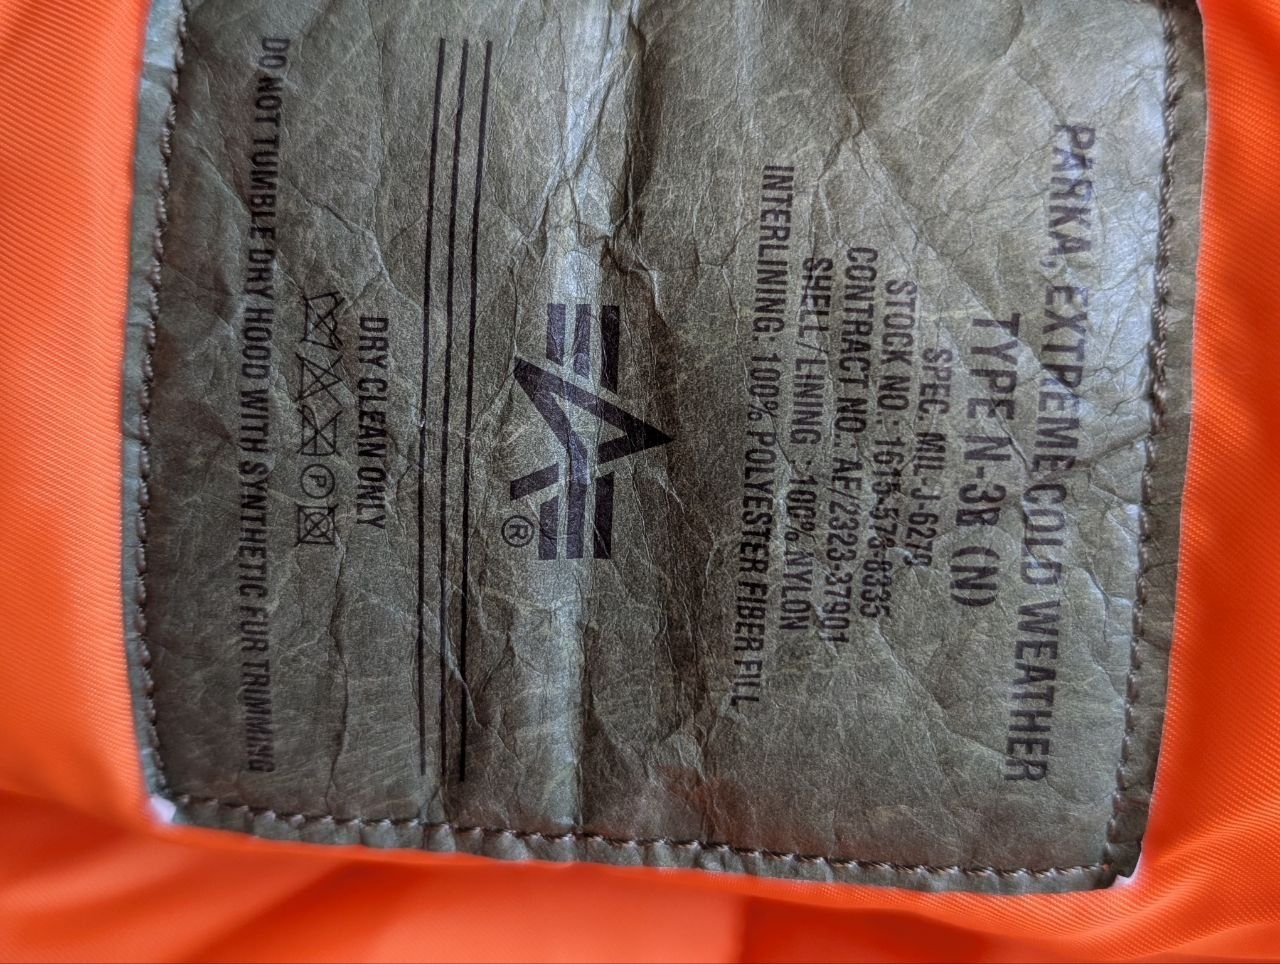 PARKA, EXTREME COLD WEATHER
TYPE N-3B (N)
SPEC. MIL-J-6279
STOCK NO.: 1615-578-8335
CONTRACT NO.: AE/2323-37901
SHELL/LINING : 100% NYLON
INTERLINING: 100% POLYESTER FIBER FILL
®
DRY CLEAN ONLY
P
DO NOT TUMBLE DRY HOOD WITH SYNTHETIC FUR TRIMMING